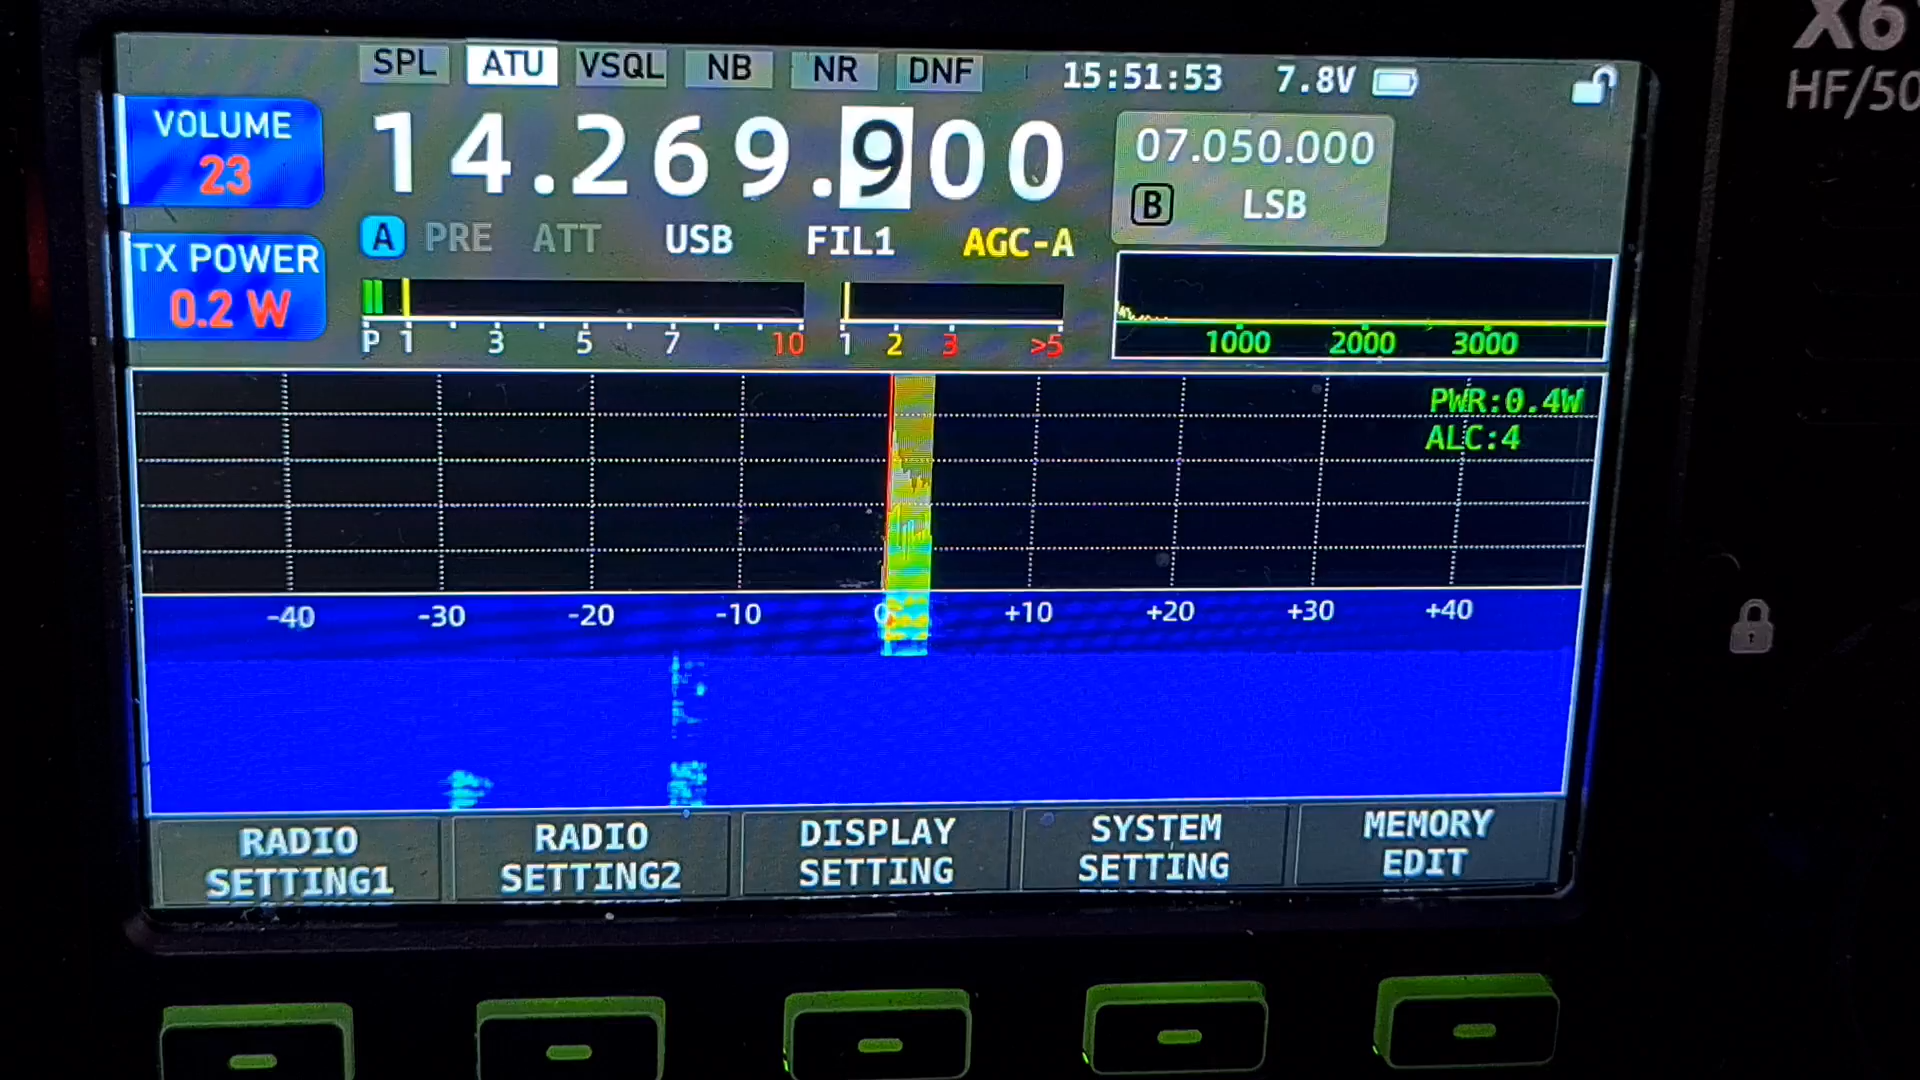 X6
HF/50
SPL ATU VSQL NB NR DNF 15:51:53 7.8V
VOLUME
23
14.269.900
07.050.000
B LSB
TX POWER
0.2 W
A PRE ATT USB FIL1 AGC-A
P 1 3 5 7 10
1 2 3 >5
1000 2000 3000
PWR:0.4W
ALC:4
-40 -30 -20 -10 0 +10 +20 +30 +40
RADIO SETTING1
RADIO SETTING2
DISPLAY SETTING
SYSTEM SETTING
MEMORY EDIT